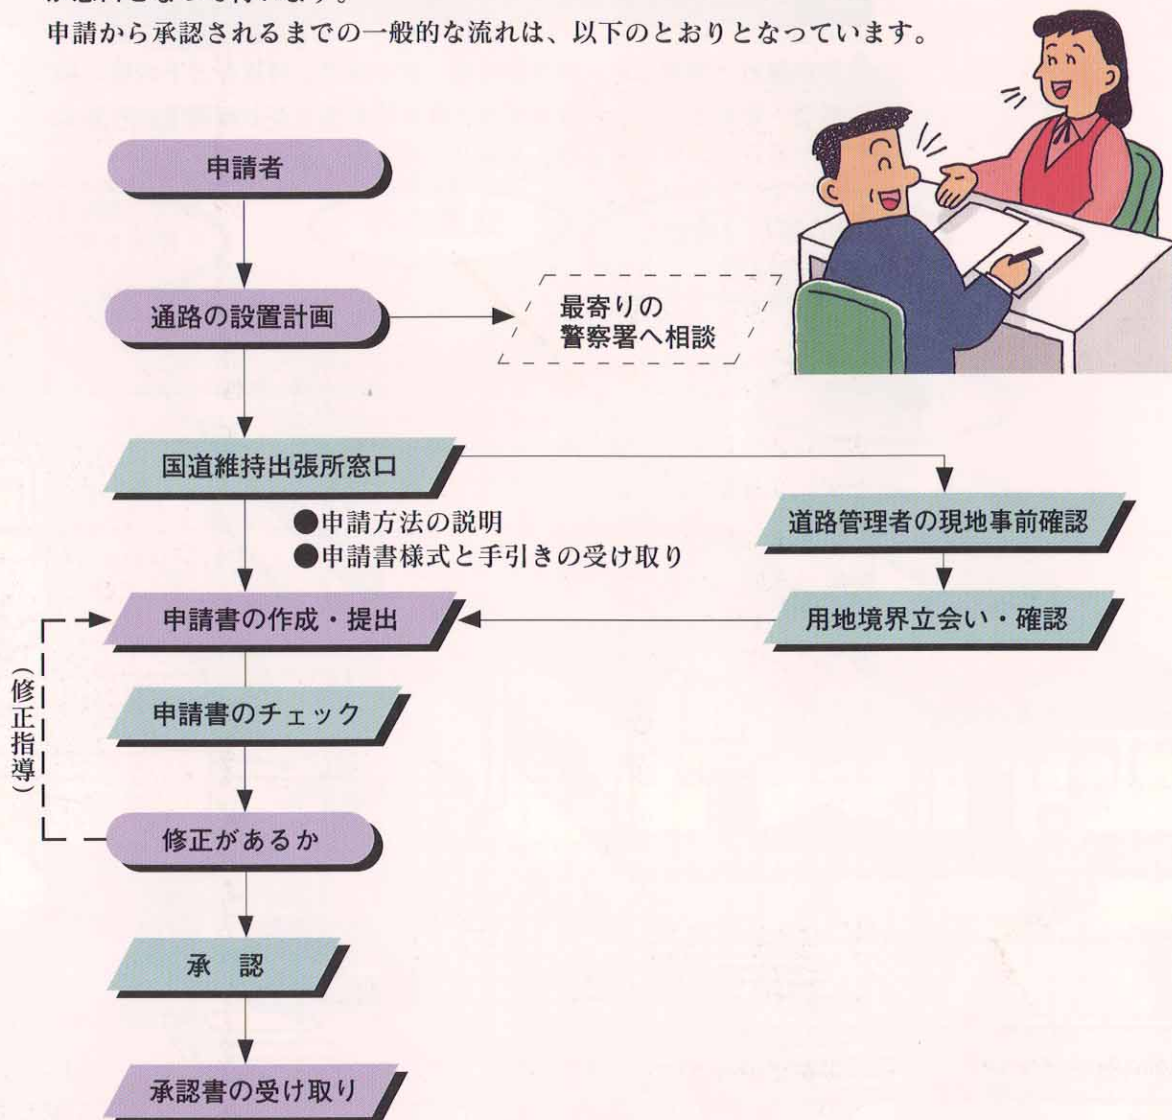 申請から承認されるまでの一般的な流れは、以下のとおりとなっています。
申請者
通路の設置計画
最寄りの
警察署へ相談
国道維持出張所窓口
●申請方法の説明
●申請書様式と手引きの受け取り
道路管理者の現地事前確認
用地境界立会い・確認
申請書の作成・提出
申請書のチェック
(修正指導)
修正があるか
承　認
承認書の受け取り